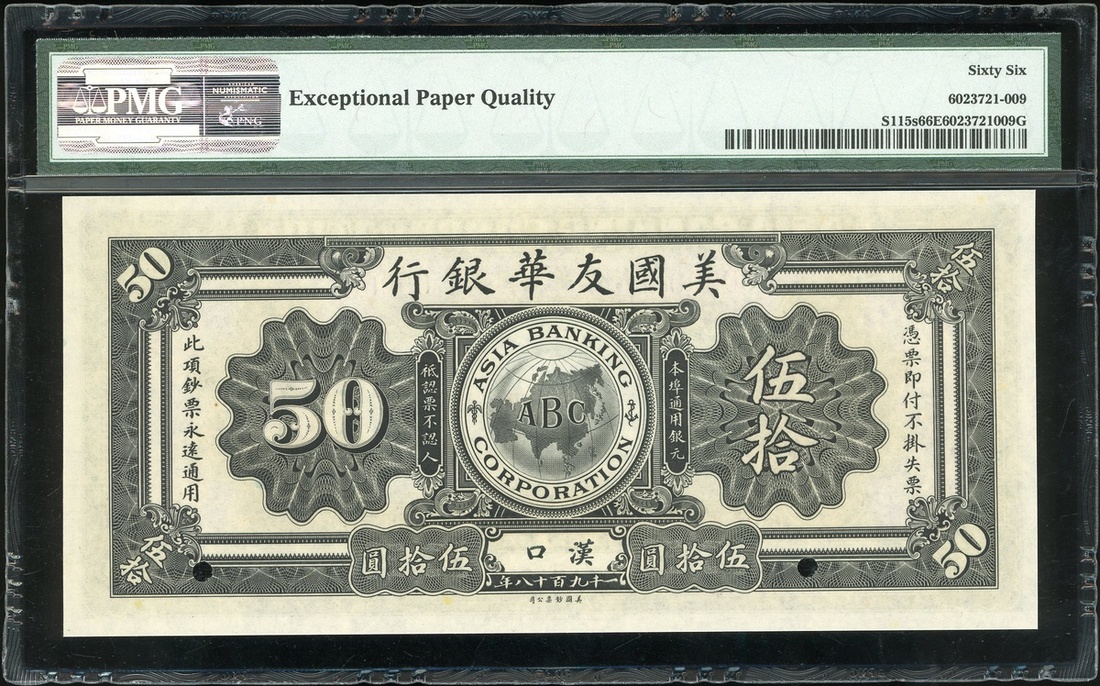 PMG
PAPER MONEY GUARANTY
NUMISMATIC
PNG
Exceptional Paper Quality
Sixty Six
6023721-009
S115s66E6023721009G
50
伍拾
行銀華友國美
此項鈔票永遠通用
50
祗認票不認人
ASIA BANKING
ABC
CORPORATION
本埠通用銀元
伍拾
憑票即付不掛失票
伍拾
圓拾伍
口漢
圓拾伍
50
年八十百九千一
司公票鈔國美